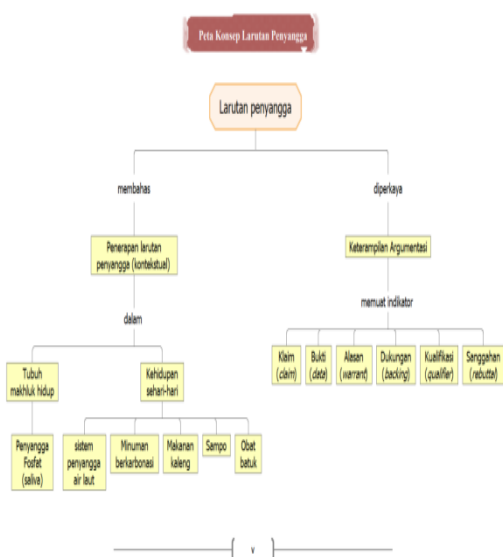 Peta Konsep Larutan Penyangga
Larutan penyangga
membahas
diperkaya
Penerapan larutan
penyangga (kontekstual)
Keterampilan Argumentasi
dalam
memuat indikator
Klaim
(claim)
Bukti
(data)
Alasan
(warrant)
Dukungan
(backing)
Kualifikasi
(qualifier)
Sanggahan
(rebutta)
Tubuh
makhluk hidup
Kehidupan
sehari-hari
Penyangga
Fosfat
(saliva)
sistem
penyangga
air laut
Minuman
berkarbonasi
Makanan
kaleng
Sampo
Obat
batuk
v